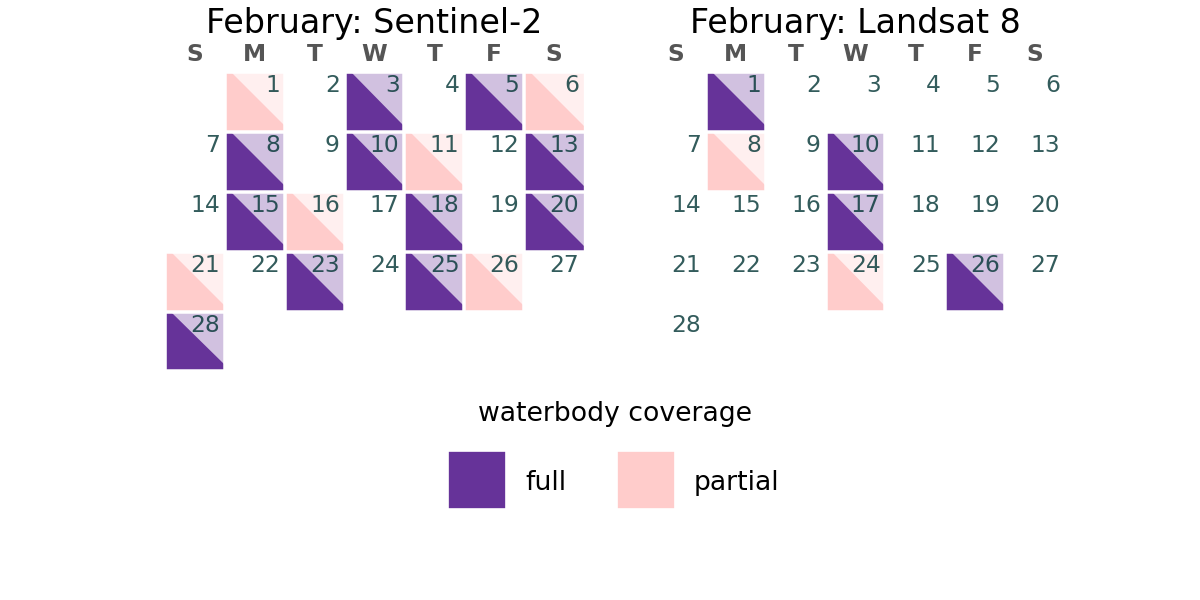 February: Sentinel-2
S M T W T F S
1 2 3 4 5 6
7 8 9 10 11 12 13
14 15 16 17 18 19 20
21 22 23 24 25 26 27
28
February: Landsat 8
S M T W T F S
1 2 3 4 5 6
7 8 9 10 11 12 13
14 15 16 17 18 19 20
21 22 23 24 25 26 27
28
waterbody coverage
full
partial